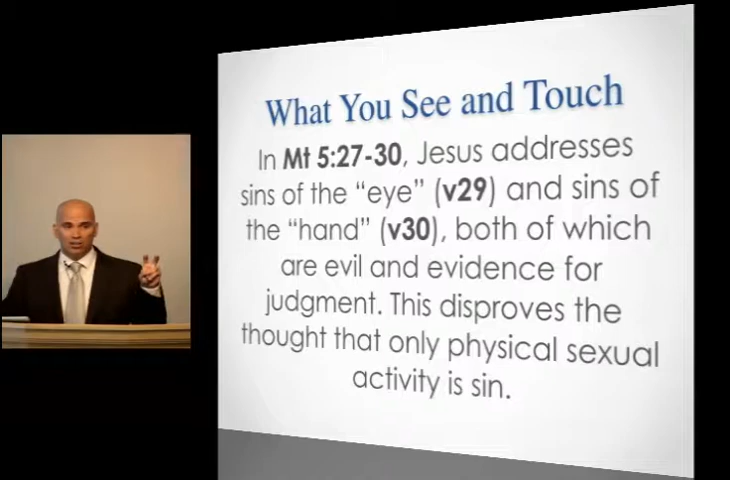 What You See and Touch
In Mt 5:27-30, Jesus addresses
sins of the “eye” (v29) and sins of
the “hand” (v30), both of which
are evil and evidence for
judgment. This disproves the
thought that only physical sexual
activity is sin.